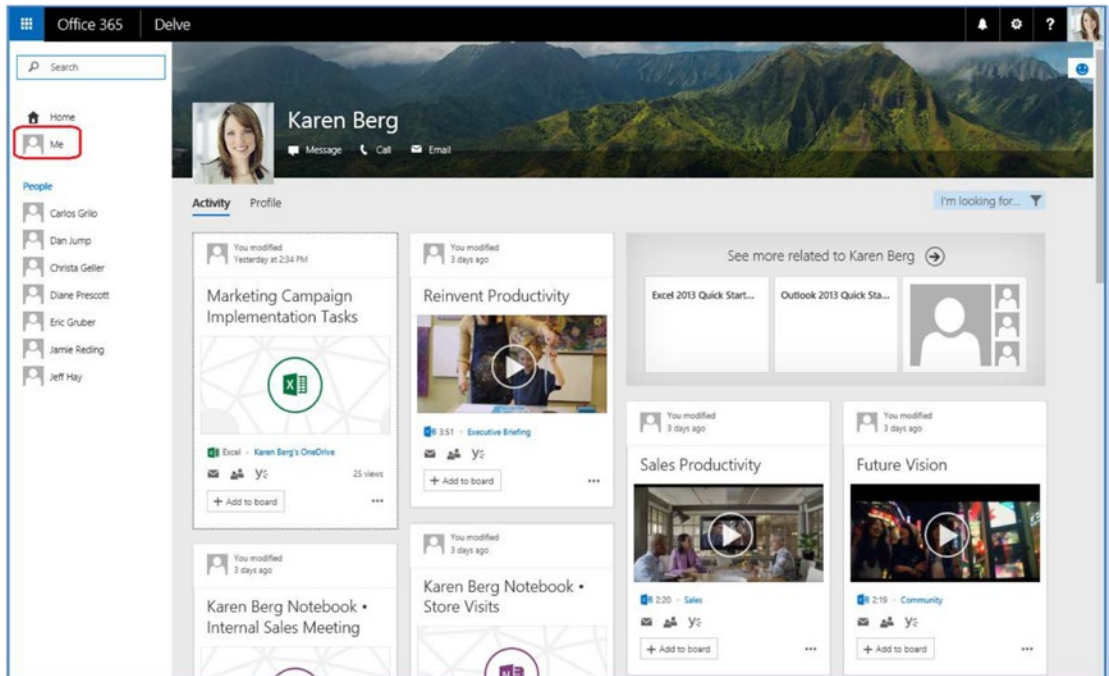 Office 365
Delve
?
Search
Home
Me
People
Carlos Grilo
Dan Jump
Christa Geller
Diane Prescott
Eric Gruber
Jamie Reding
Jeff Hay
Karen Berg
Message
Call
Email
Activity
Profile
I'm looking for...
You modified
Yesterday at 2:34 PM
Marketing Campaign
Implementation Tasks
Excel - Karen Berg's OneDrive
25 views
+ Add to board
You modified
3 days ago
Karen Berg Notebook •
Internal Sales Meeting
You modified
3 days ago
Reinvent Productivity
3:51 - Executive Briefing
+ Add to board
You modified
3 days ago
Karen Berg Notebook •
Store Visits
See more related to Karen Berg
Excel 2013 Quick Start...
Outlook 2013 Quick Sta...
You modified
3 days ago
Sales Productivity
2:20 - Sales
+ Add to board
You modified
3 days ago
Future Vision
2:19 - Community
+ Add to board